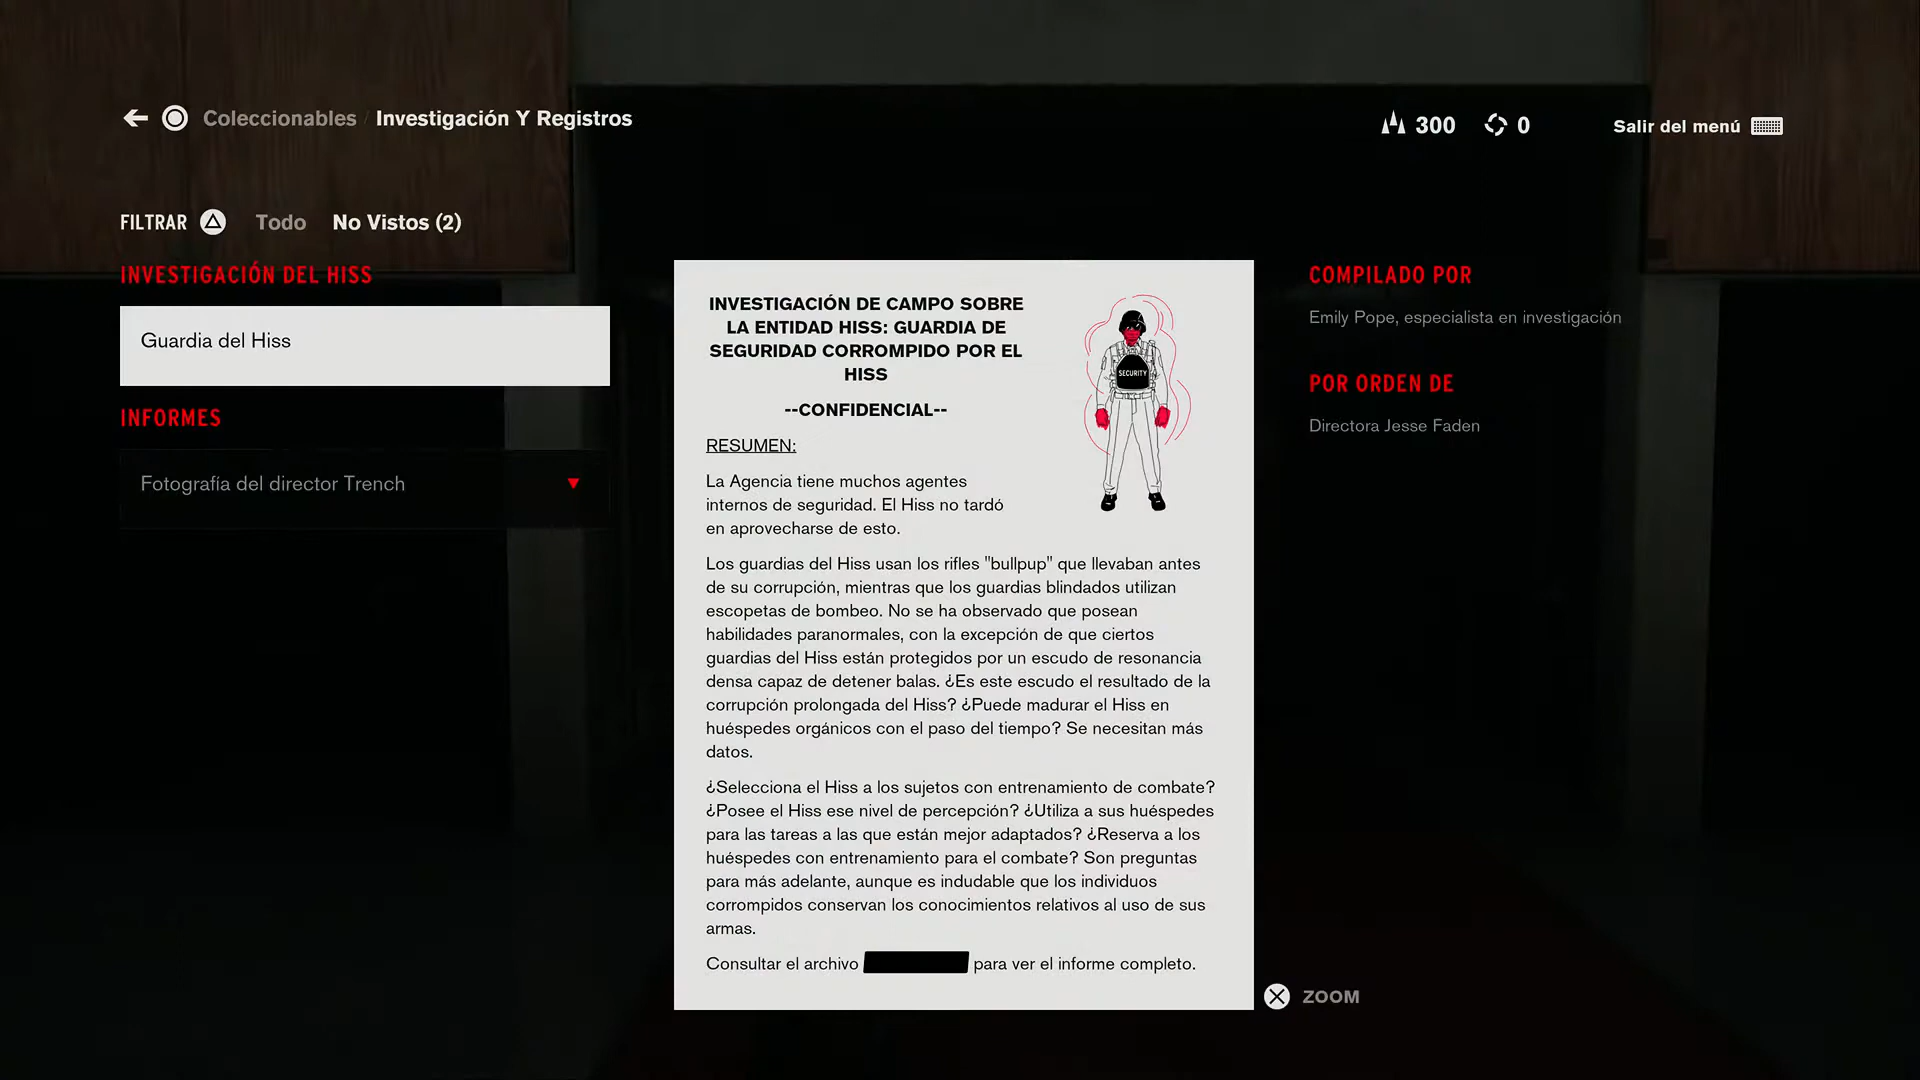 Coleccionables / Investigación Y Registros
300
0
Salir del menú
FILTRAR
Todo
No Vistos (2)
INVESTIGACIÓN DEL HISS
Guardia del Hiss
INFORMES
Fotografía del director Trench
INVESTIGACIÓN DE CAMPO SOBRE
LA ENTIDAD HISS: GUARDIA DE
SEGURIDAD CORROMPIDO POR EL
HISS
--CONFIDENCIAL--
SECURITY
RESUMEN:
La Agencia tiene muchos agentes
internos de seguridad. El Hiss no tardó
en aprovecharse de esto.
Los guardias del Hiss usan los rifles "bullpup" que llevaban antes
de su corrupción, mientras que los guardias blindados utilizan
escopetas de bombeo. No se ha observado que posean
habilidades paranormales, con la excepción de que ciertos
guardias del Hiss están protegidos por un escudo de resonancia
densa capaz de detener balas. ¿Es este escudo el resultado de la
corrupción prolongada del Hiss? ¿Puede madurar el Hiss en
huéspedes orgánicos con el paso del tiempo? Se necesitan más
datos.
¿Selecciona el Hiss a los sujetos con entrenamiento de combate?
¿Posee el Hiss ese nivel de percepción? ¿Utiliza a sus huéspedes
para las tareas a las que están mejor adaptados? ¿Reserva a los
huéspedes con entrenamiento para el combate? Son preguntas
para más adelante, aunque es indudable que los individuos
corrompidos conservan los conocimientos relativos al uso de sus
armas.
Consultar el archivo para ver el informe completo.
COMPILADO POR
Emily Pope, especialista en investigación
POR ORDEN DE
Directora Jesse Faden
ZOOM